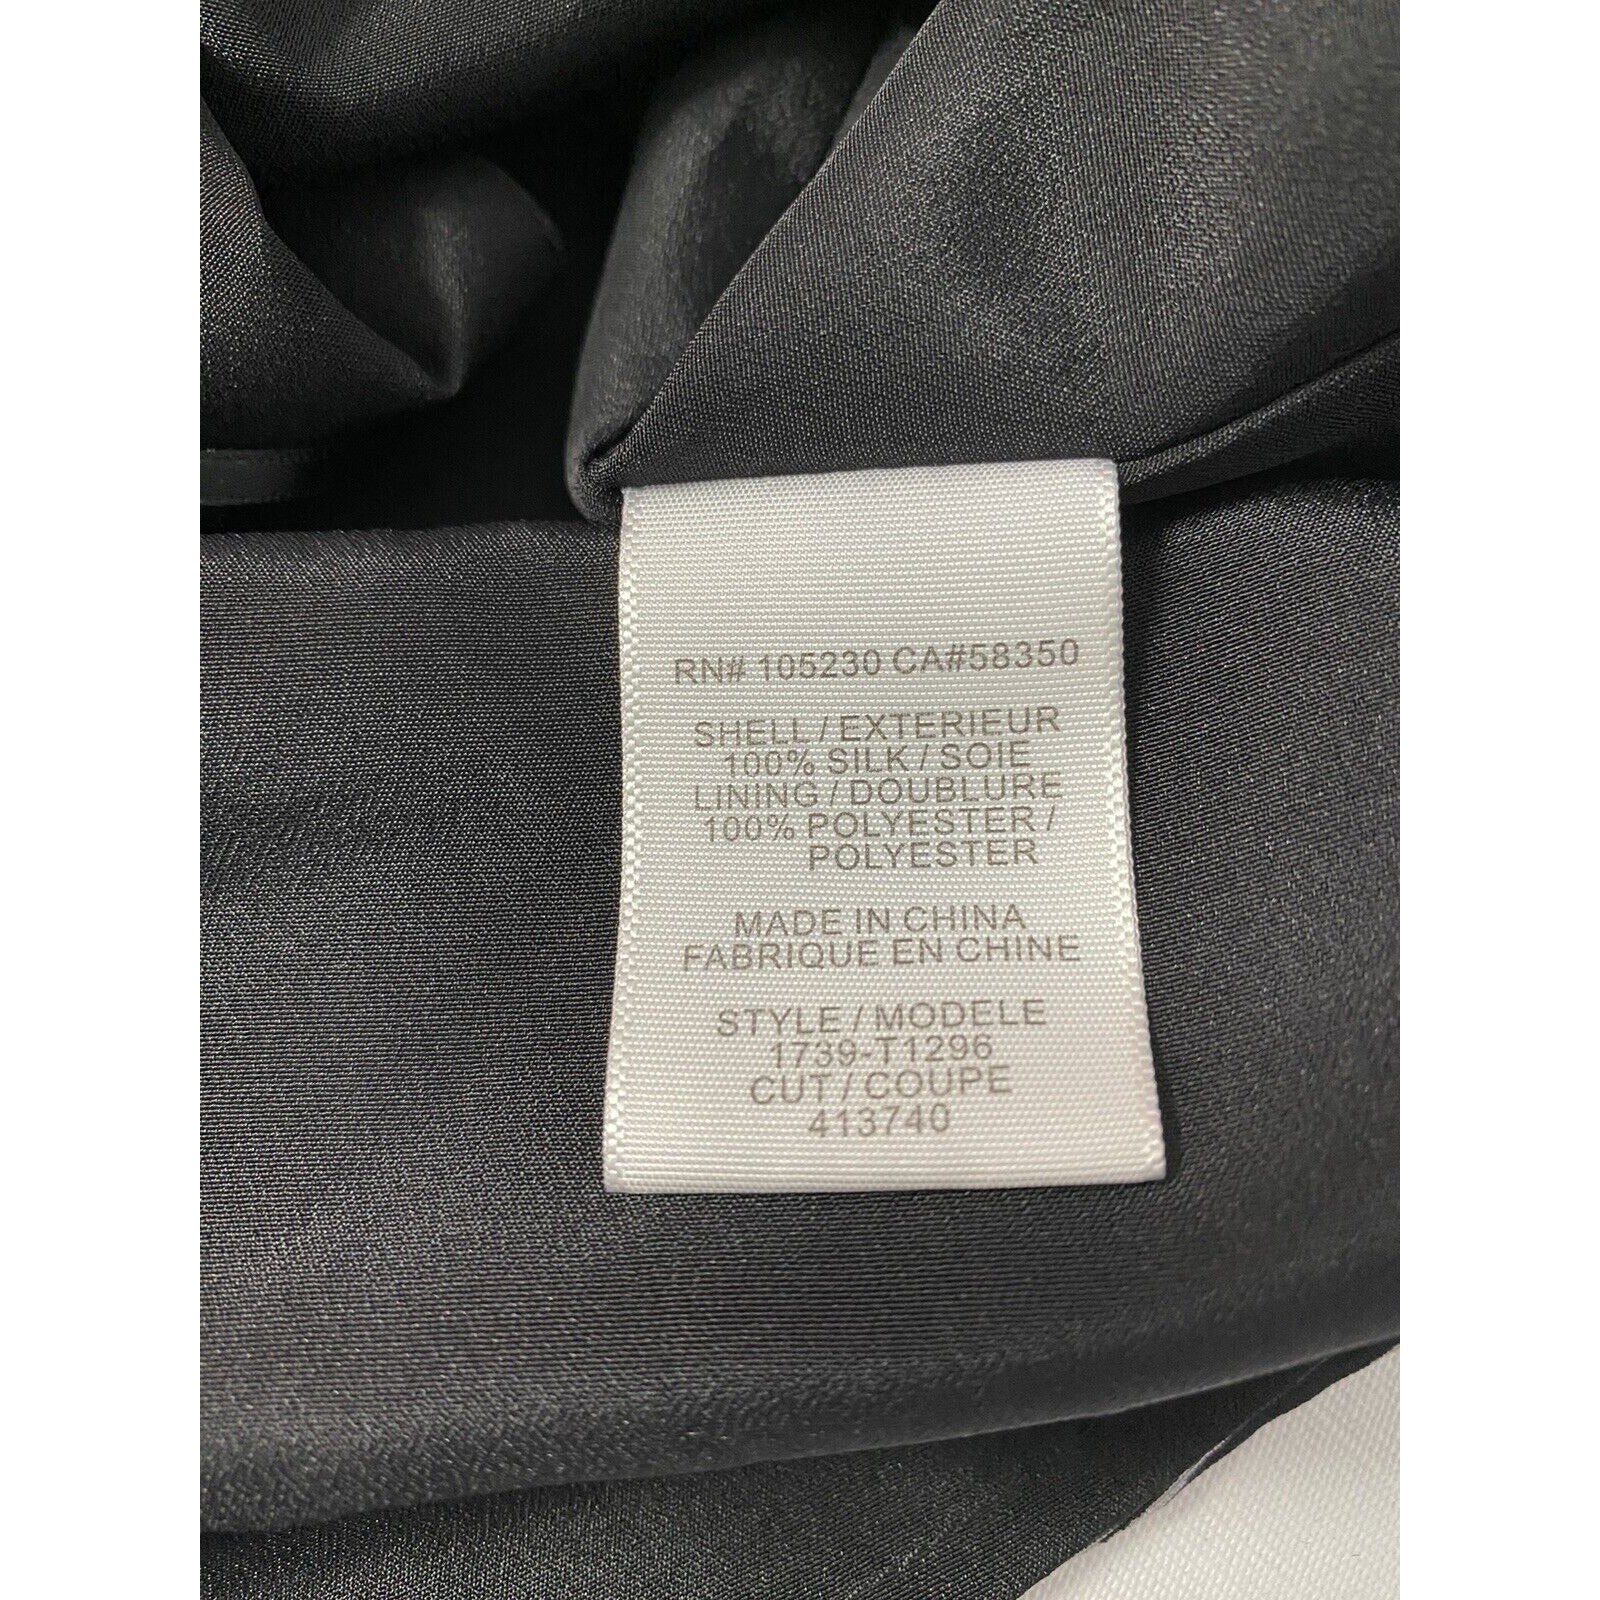 RN# 105230 CA#58350
SHELL / EXTERIEUR
100% SILK / SOIE
LINING / DOUBLURE
100% POLYESTER /
POLYESTER
MADE IN CHINA
FABRIQUE EN CHINE
STYLE / MODELE
1739-T1296
CUT / COUPE
413740